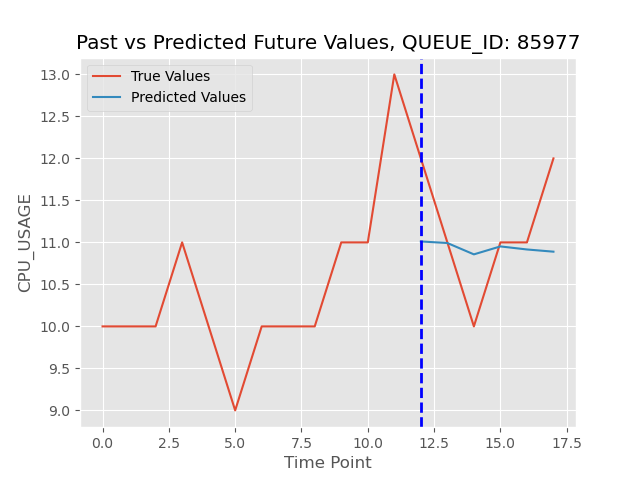 Past vs Predicted Future Values, QUEUE_ID: 85977
True Values
Predicted Values
13.0
12.5
12.0
11.5
11.0
10.5
10.0
9.5
9.0
CPU_USAGE
0.0 2.5 5.0 7.5 10.0 12.5 15.0 17.5
Time Point